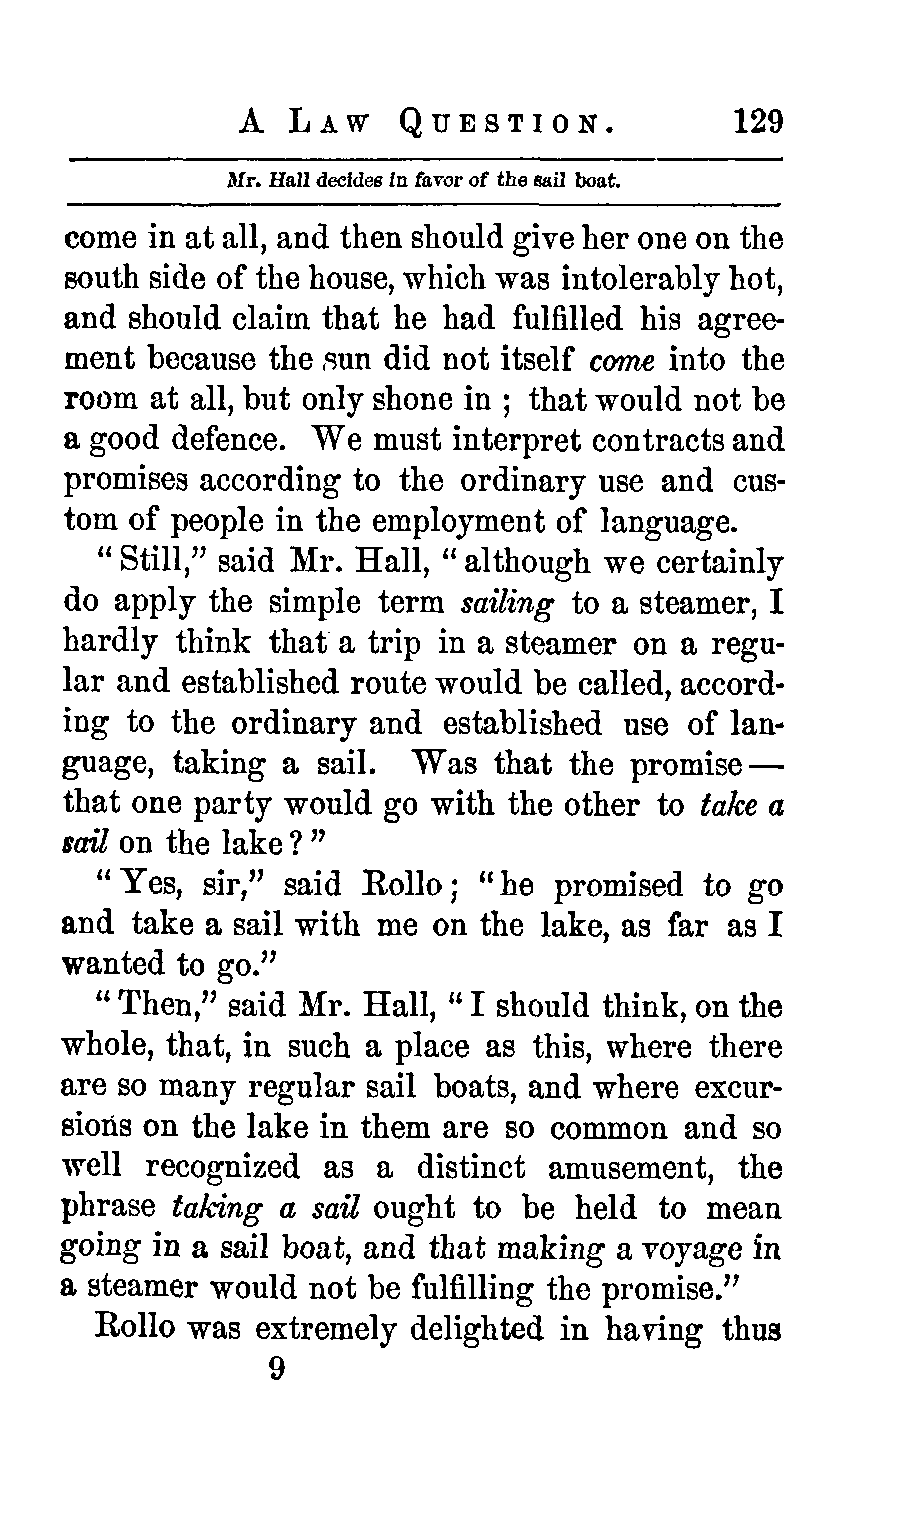 A LAW QUESTION. 129
Mr. Hall decides in favor of the sail boat.
come in at all, and then should give her one on the
south side of the house, which was intolerably hot,
and should claim that he had fulfilled his agree-
ment because the sun did not itself come into the
room at all, but only shone in ; that would not be
a good defence. We must interpret contracts and
promises according to the ordinary use and cus-
tom of people in the employment of language.
“ Still,” said Mr. Hall, “ although we certainly
do apply the simple term sailing to a steamer, I
hardly think that a trip in a steamer on a regu-
lar and established route would be called, accord-
ing to the ordinary and established use of lan-
guage, taking a sail. Was that the promise —
that one party would go with the other to take a
sail on the lake ? ”
“ Yes, sir,” said Rollo ; “ he promised to go
and take a sail with me on the lake, as far as I
wanted to go.”
“ Then,” said Mr. Hall, “ I should think, on the
whole, that, in such a place as this, where there
are so many regular sail boats, and where excur-
sions on the lake in them are so common and so
well recognized as a distinct amusement, the
phrase taking a sail ought to be held to mean
going in a sail boat, and that making a voyage in
a steamer would not be fulfilling the promise.”
Rollo was extremely delighted in having thus
9